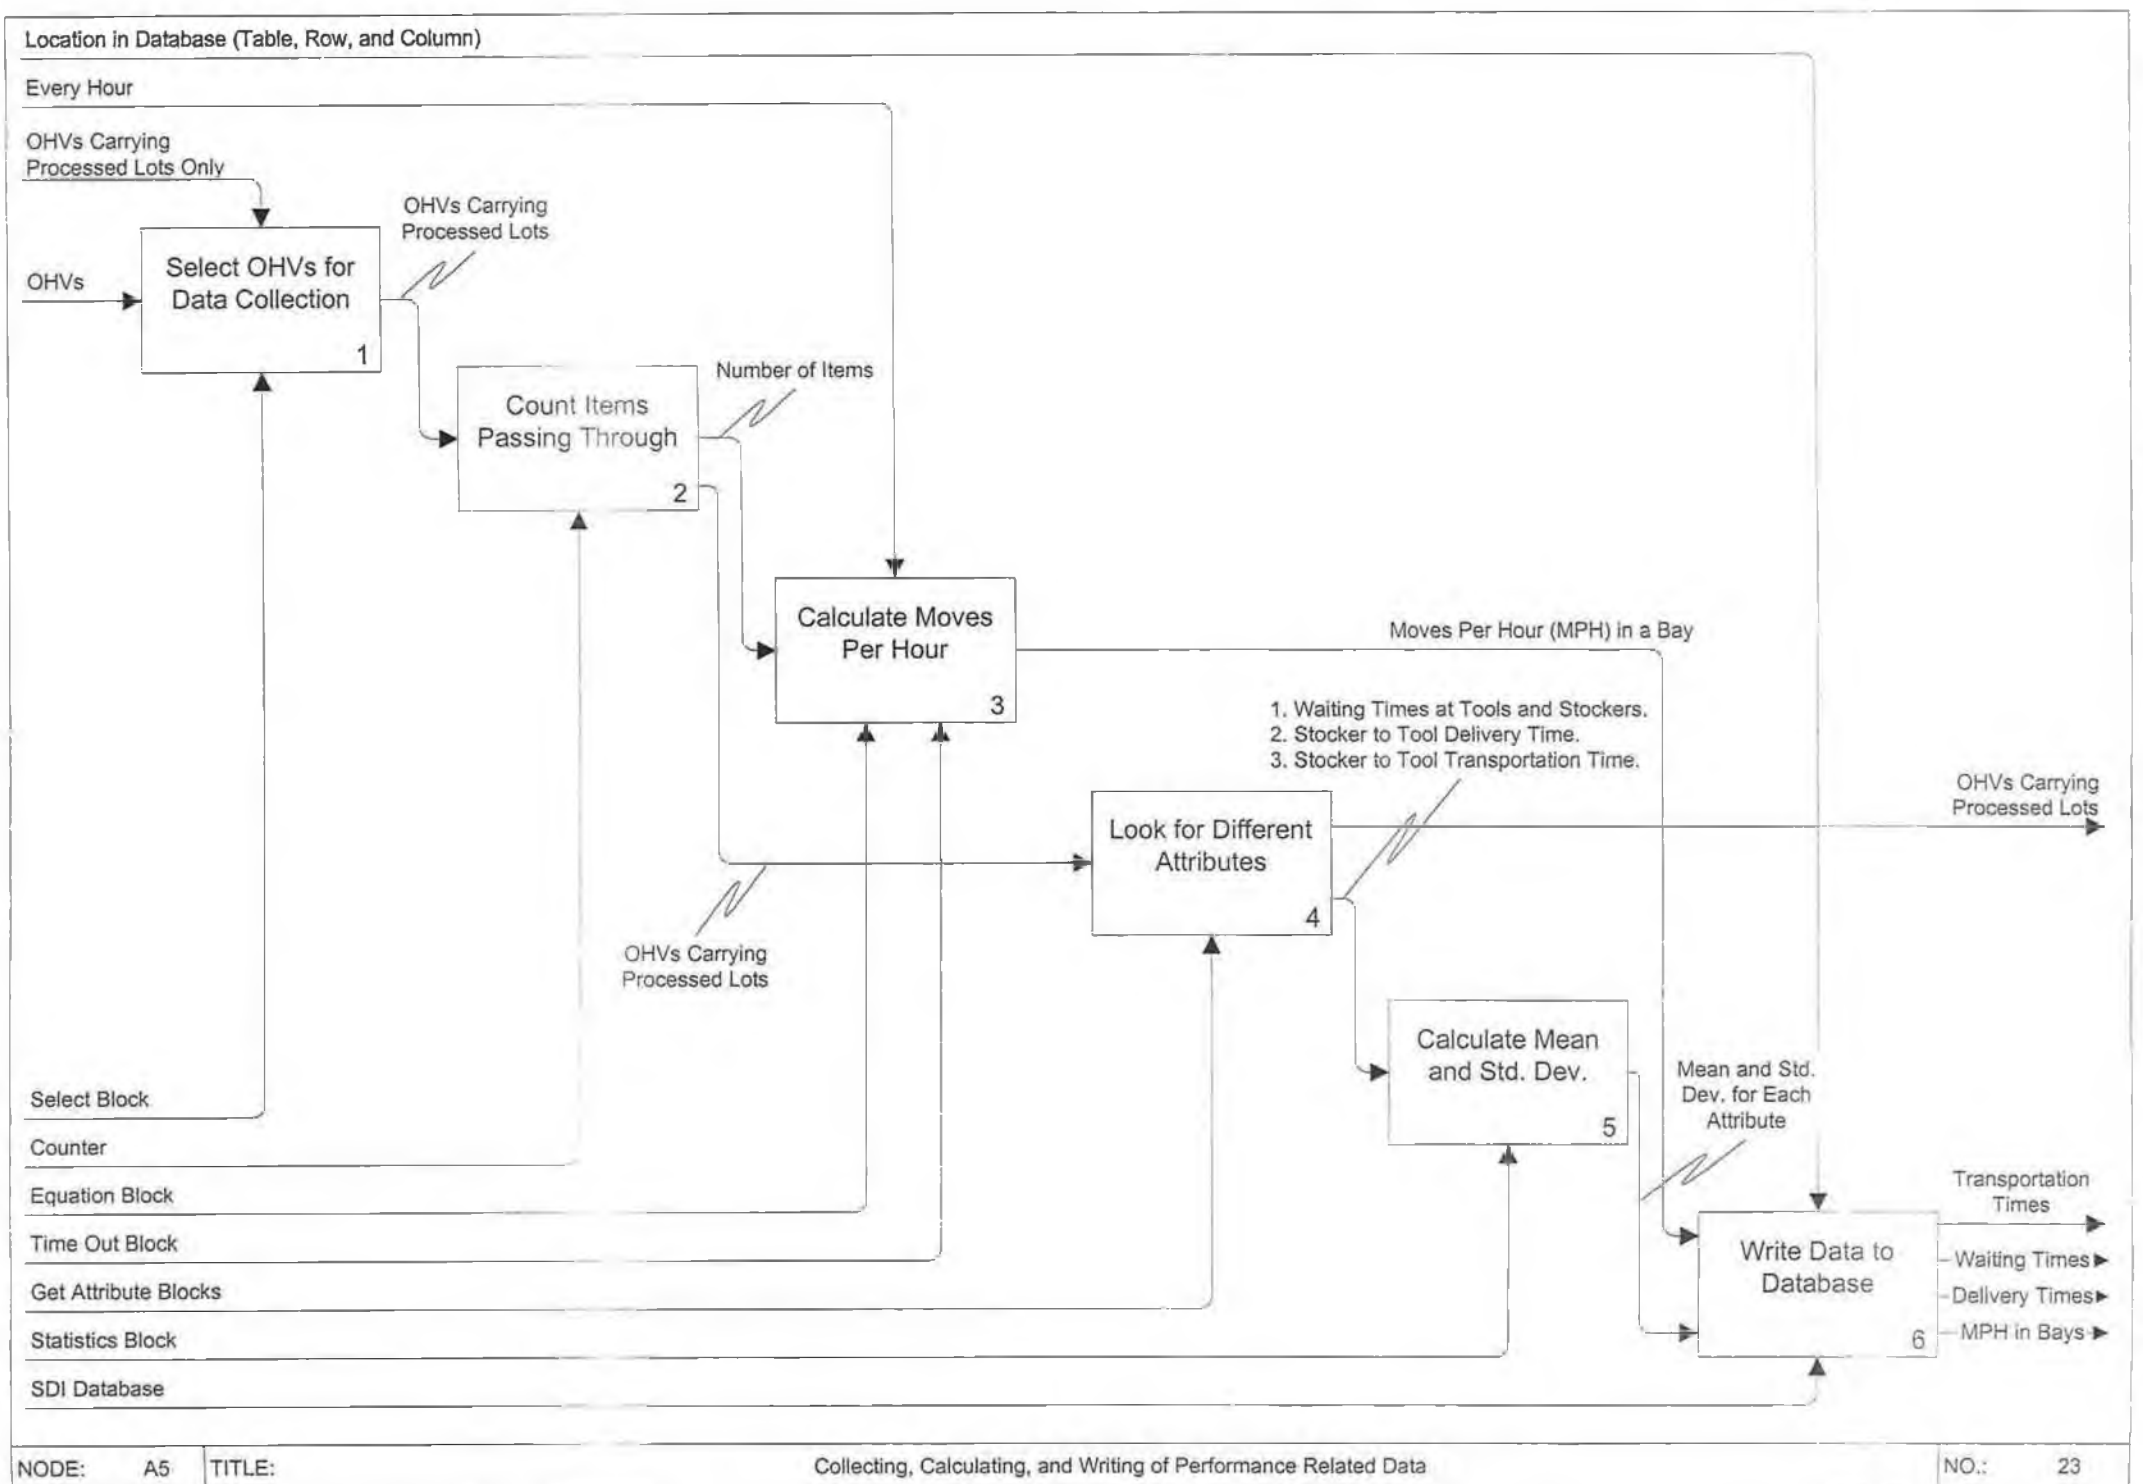 Location in Database (Table, Row, and Column)
Every Hour
OHVs Carrying
Processed Lots Only
OHVs Carrying
Processed Lots
OHVs
Select OHVs for
Data Collection
1
Number of Items
Count Items
Passing Through
2
Calculate Moves
Per Hour
3
Moves Per Hour (MPH) in a Bay
1. Waiting Times at Tools and Stockers.
2. Stocker to Tool Delivery Time.
3. Stocker to Tool Transportation Time.
OHVs Carrying
Processed Lots
Look for Different
Attributes
4
OHVs Carrying
Processed Lots
Calculate Mean
and Std. Dev.
5
Mean and Std.
Dev. for Each
Attribute
Select Block
Counter
Equation Block
Time Out Block
Get Attribute Blocks
Statistics Block
SDI Database
Transportation
Times
Write Data to
Database
6
Waiting Times
Delivery Times
MPH in Bays
NODE: A5 TITLE: Collecting, Calculating, and Writing of Performance Related Data NO.: 23